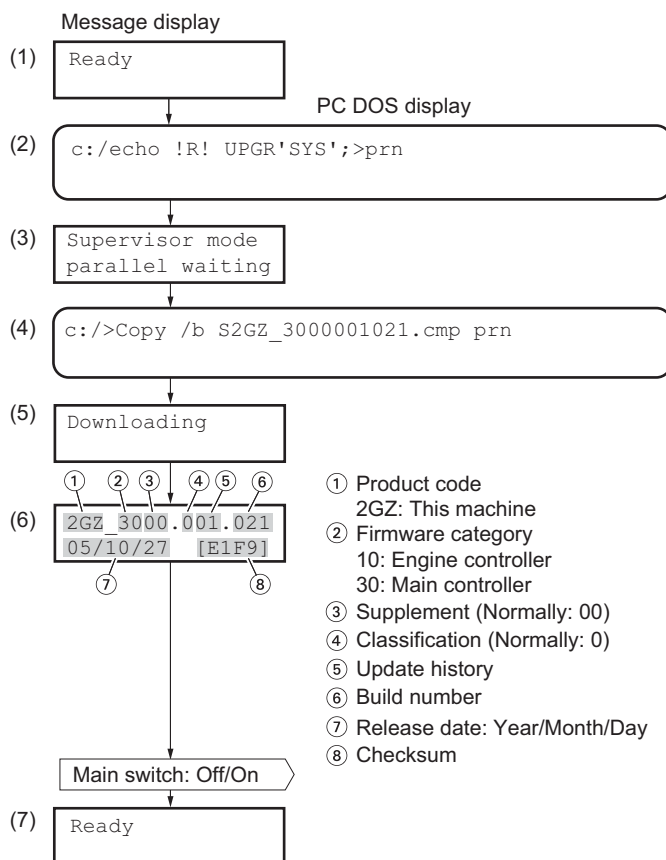 Message display
(1) Ready
PC DOS display
(2) c:/echo !R! UPGR'SYS';>prn
(3) Supervisor mode
parallel waiting
(4) c:/>Copy /b S2GZ_3000001021.cmp prn
(5) Downloading
① ② ③ ④ ⑤ ⑥
(6) 2GZ_3000.001.021
05/10/27 [E1F9]
⑦ ⑧
① Product code
2GZ: This machine
② Firmware category
10: Engine controller
30: Main controller
③ Supplement (Normally: 00)
④ Classification (Normally: 0)
⑤ Update history
⑥ Build number
⑦ Release date: Year/Month/Day
⑧ Checksum
Main switch: Off/On
(7) Ready